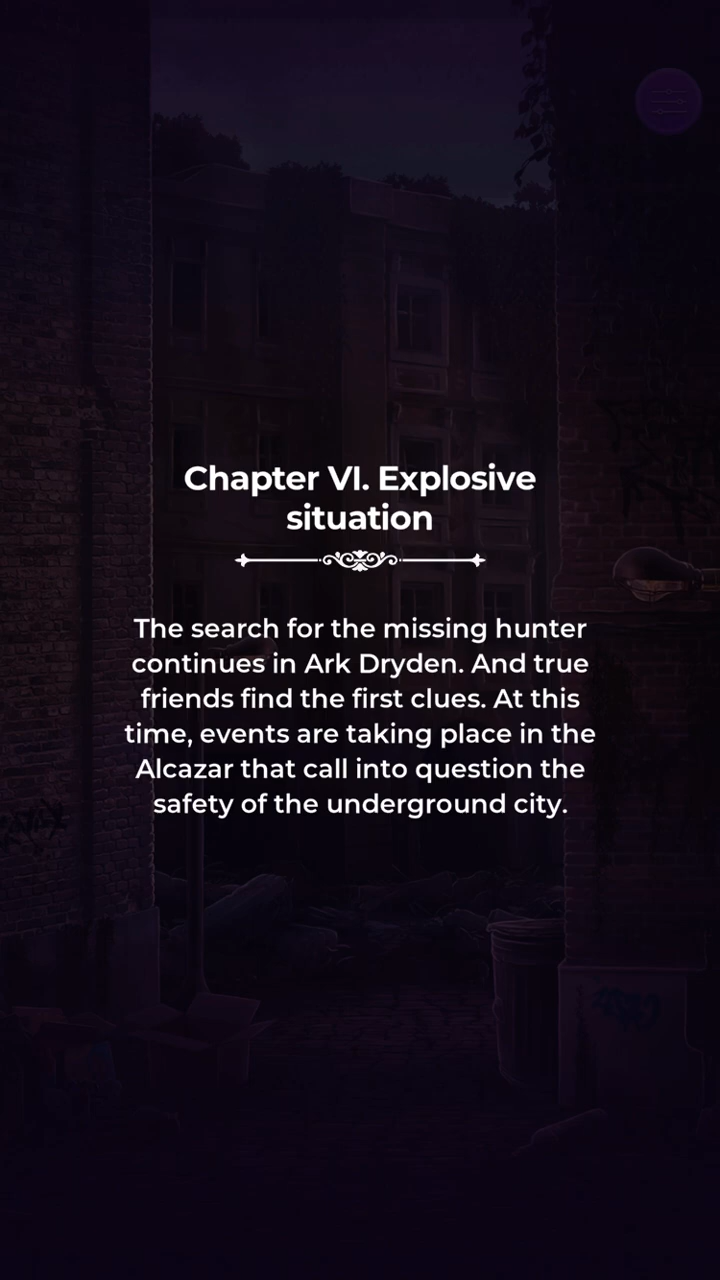 Chapter VI. Explosive
situation
The search for the missing hunter
continues in Ark Dryden. And true
friends find the first clues. At this
time, events are taking place in the
Alcazar that call into question the
safety of the underground city.